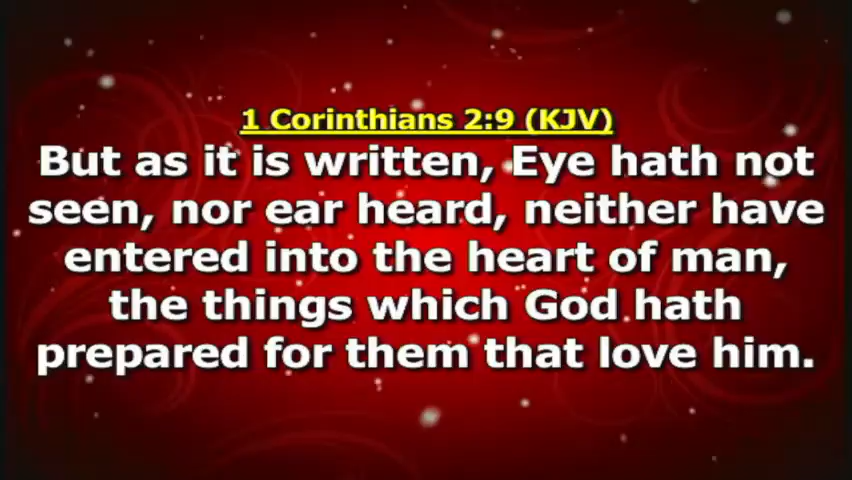 1 Corinthians 2:9 (KJV)
But as it is written, Eye hath not
seen, nor ear heard, neither have
entered into the heart of man,
the things which God hath
prepared for them that love him.